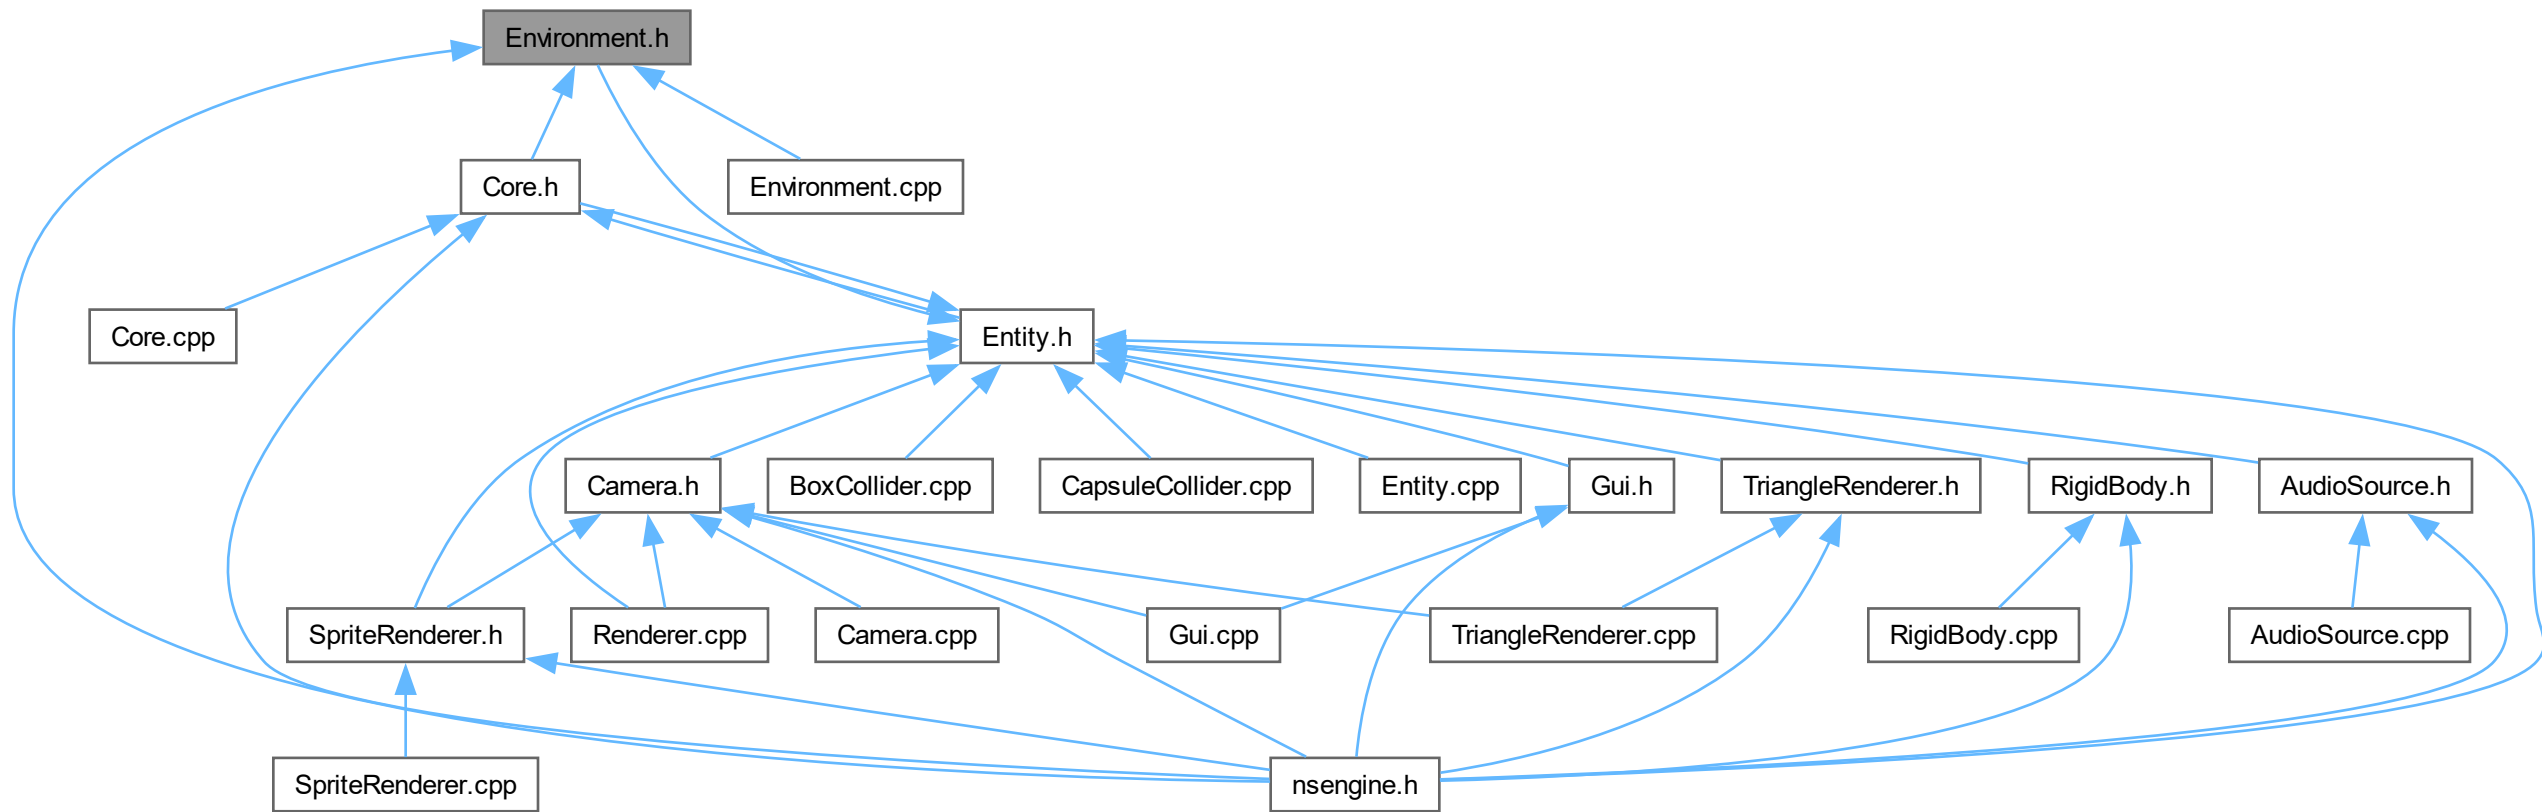 Environment.h
Core.h
Environment.cpp
Core.cpp
Entity.h
Camera.h
BoxCollider.cpp
CapsuleCollider.cpp
Entity.cpp
Gui.h
TriangleRenderer.h
RigidBody.h
AudioSource.h
SpriteRenderer.h
Renderer.cpp
Camera.cpp
Gui.cpp
TriangleRenderer.cpp
RigidBody.cpp
AudioSource.cpp
SpriteRenderer.cpp
nsengine.h